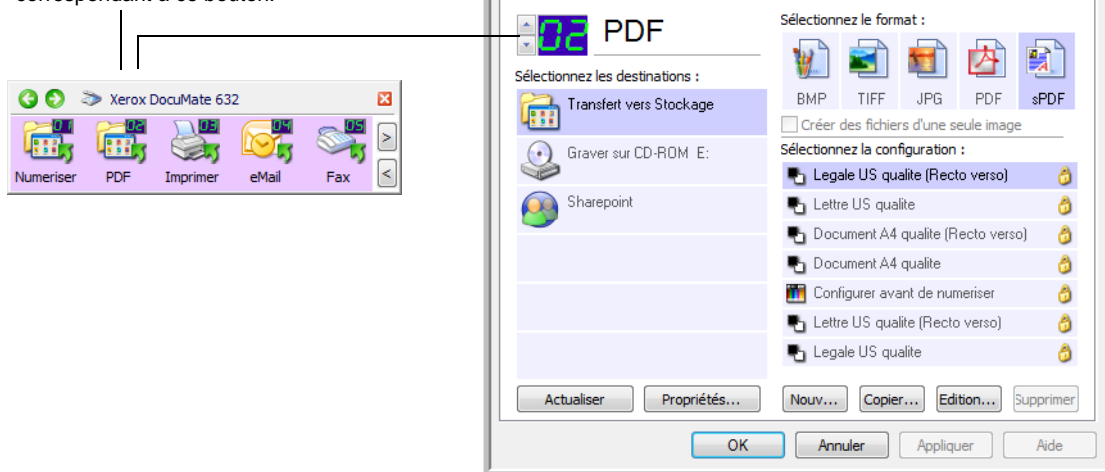 correspondant à ce bouton.
Xerox DocuMate 632
01 02 03 04 05
Numeriser PDF Imprimer eMail Fax
02 PDF
Sélectionnez les destinations :
Transfert vers Stockage
Graver sur CD-ROM E:
Sharepoint
Actualiser Propriétés...
Sélectionnez le format :
BMP TIFF JPG PDF sPDF
Créer des fichiers d'une seule image
Sélectionnez la configuration :
Legale US qualite (Recto verso)
Lettre US qualite
Document A4 qualite (Recto verso)
Document A4 qualite
Configurer avant de numeriser
Lettre US qualite (Recto verso)
Legale US qualite
Nouv... Copier... Edition... Supprimer
OK Annuler Appliquer Aide